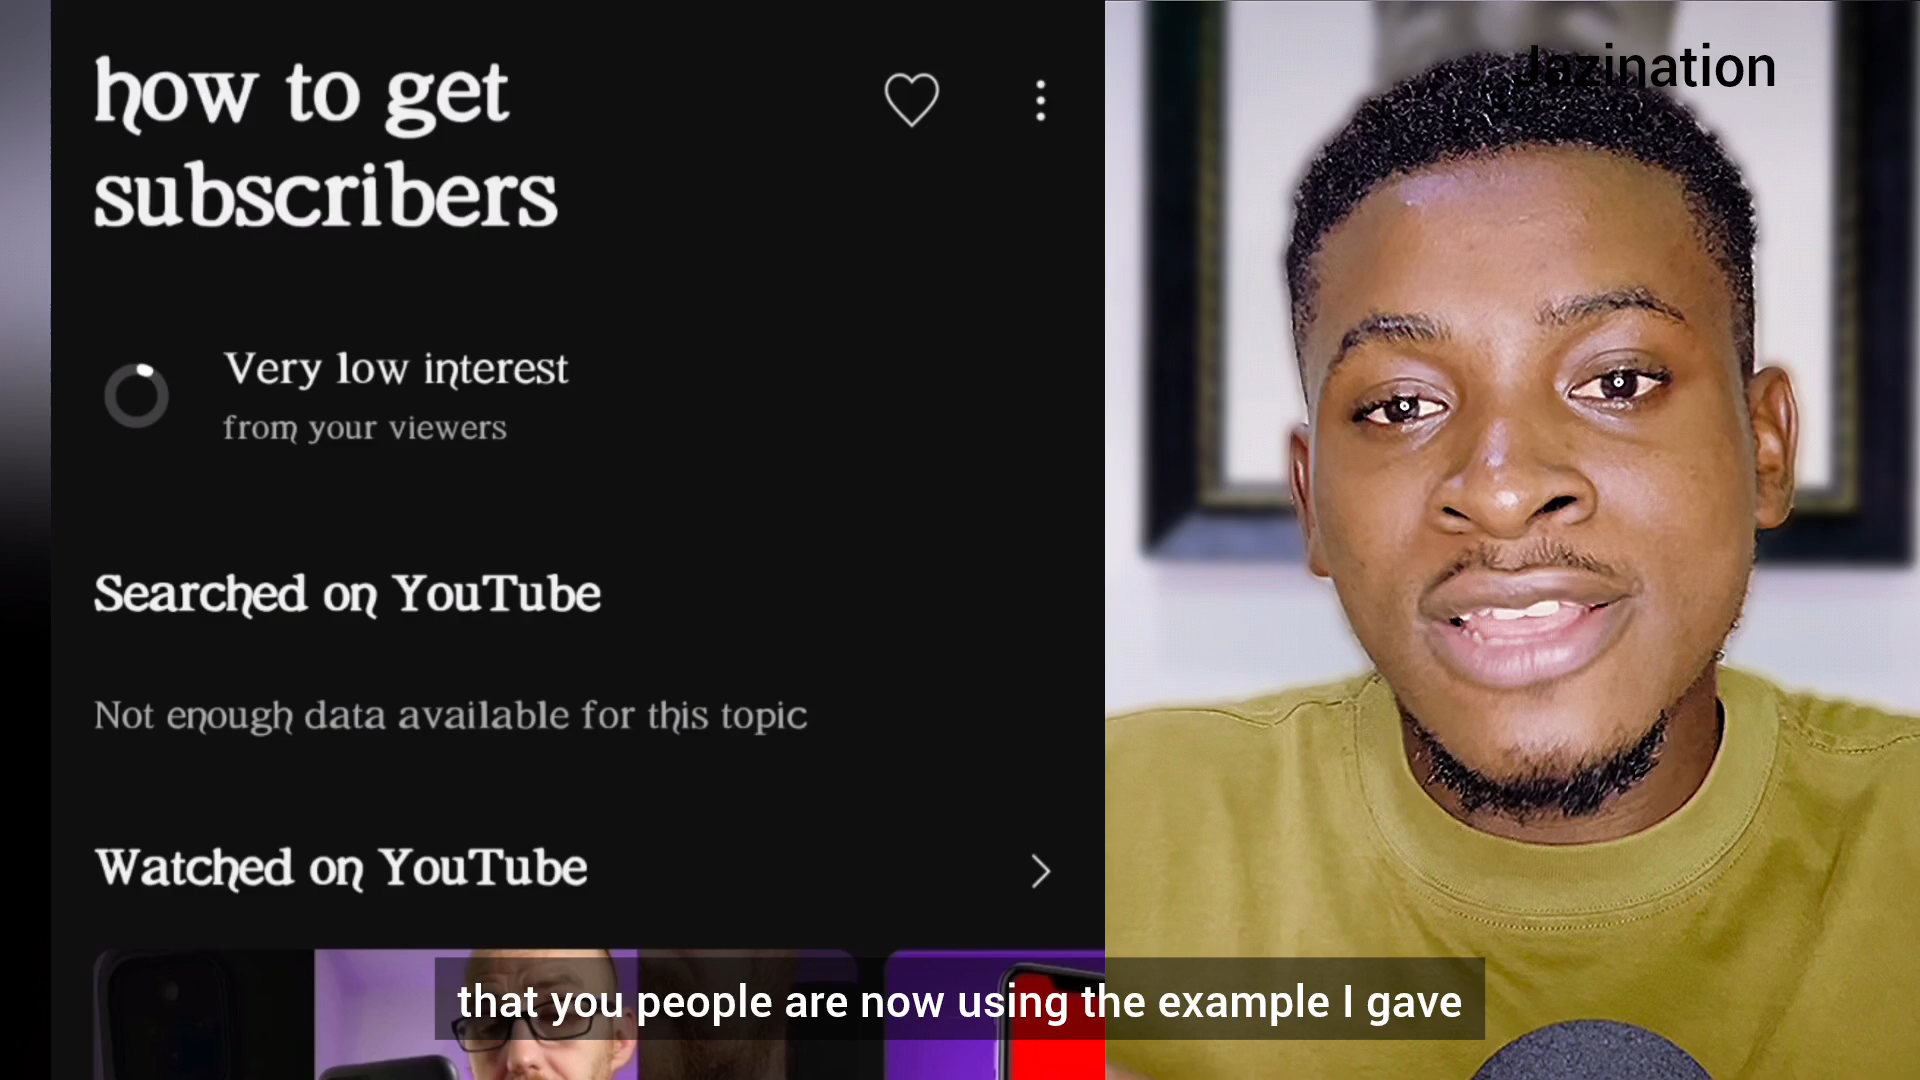 how to get
subscribers
Very low interest
from your viewers
Searched on YouTube
Not enough data available for this topic
Watched on YouTube
Jazination
that you people are now using the example I gave